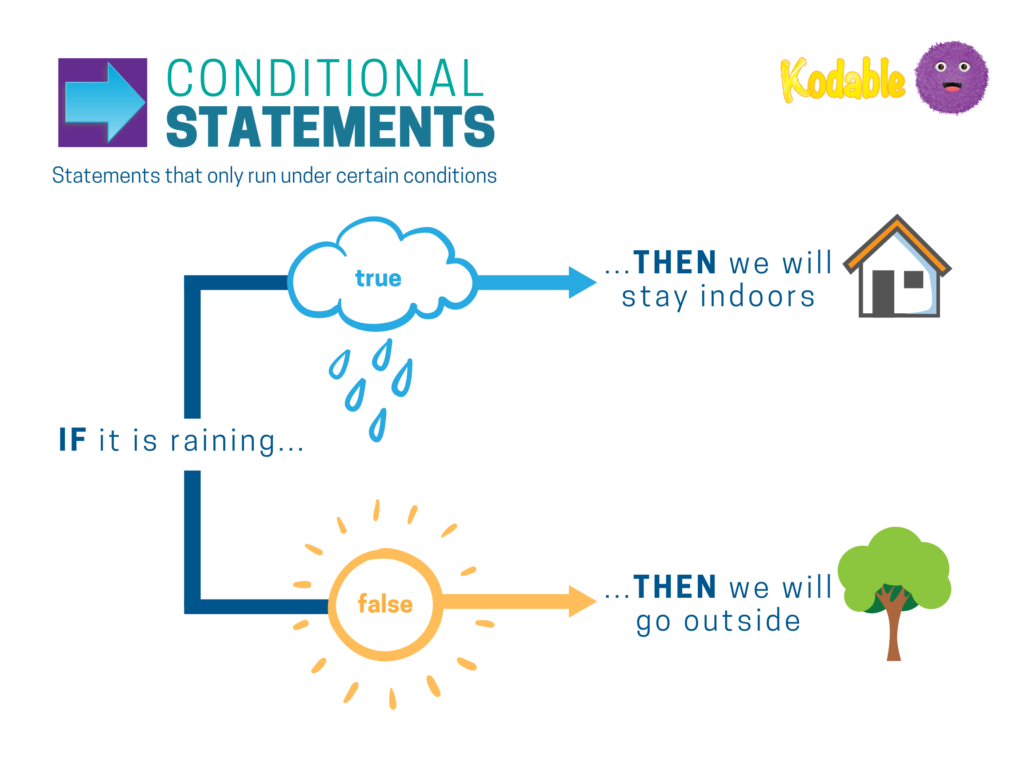 CONDITIONAL
STATEMENTS
Statements that only run under certain conditions
Kodable
true
...THEN we will
stay indoors
IF it is raining...
false
...THEN we will
go outside